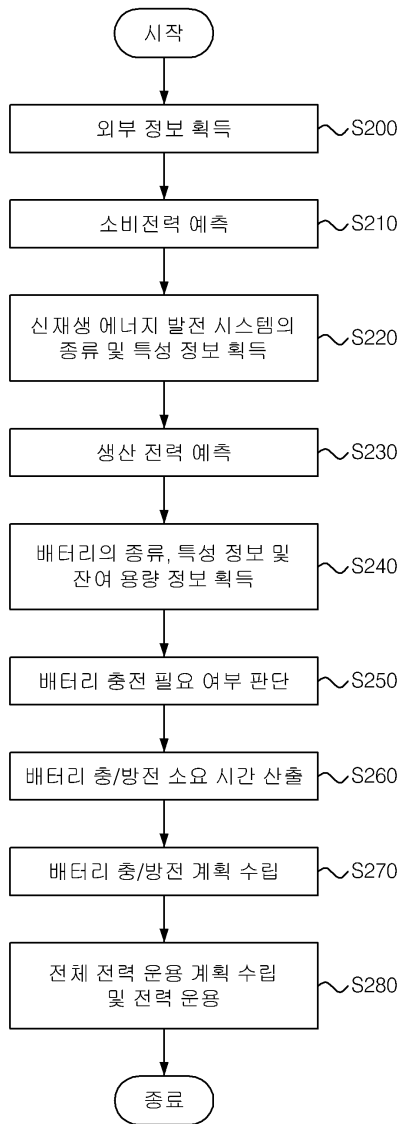 시작
외부 정보 획득
S200
소비전력 예측
S210
신재생 에너지 발전 시스템의
종류 및 특성 정보 획득
S220
생산 전력 예측
S230
배터리의 종류, 특성 정보 및
잔여 용량 정보 획득
S240
배터리 충전 필요 여부 판단
S250
배터리 충/방전 소요 시간 산출
S260
배터리 충/방전 계획 수립
S270
전체 전력 운용 계획 수립
및 전력 운용
S280
종료